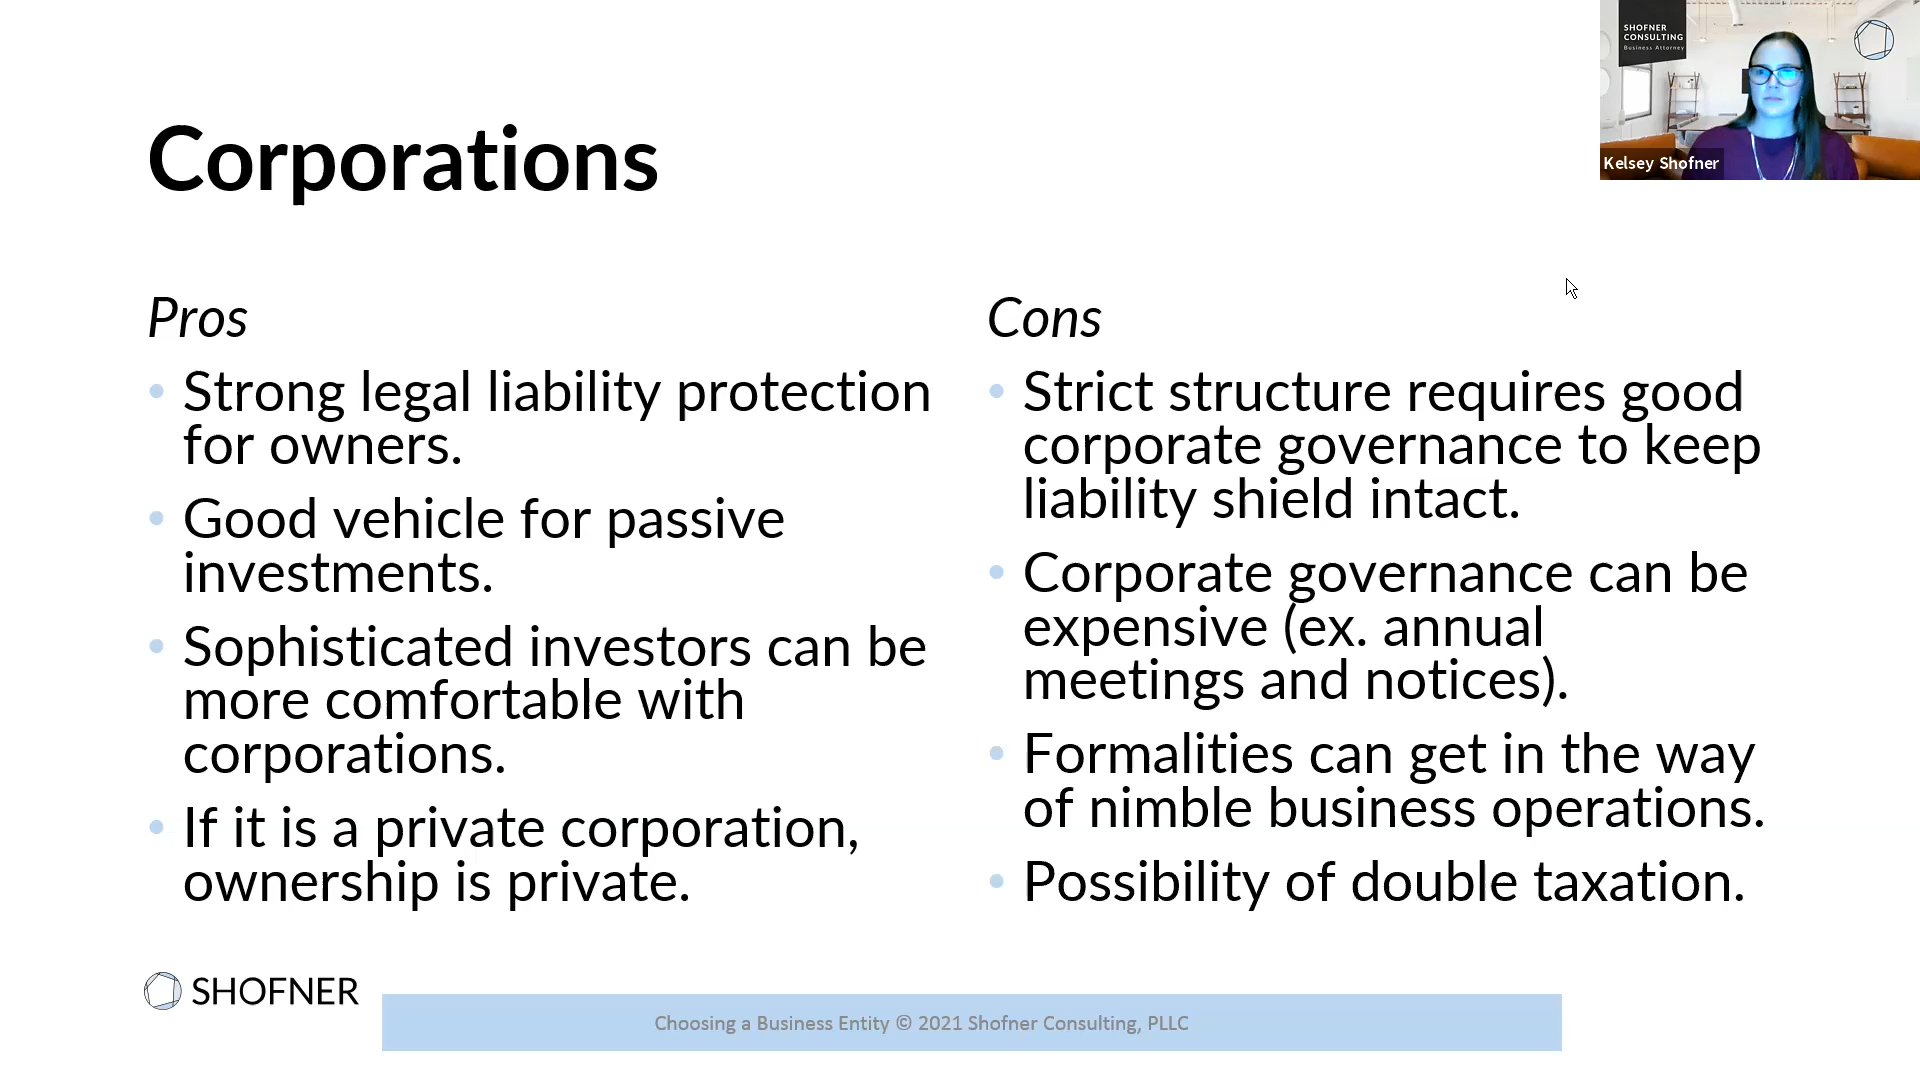 SHOFNER
CONSULTING
Business Attorney
Kelsey Shofner
Corporations
Pros
• Strong legal liability protection
for owners.
• Good vehicle for passive
investments.
• Sophisticated investors can be
more comfortable with
corporations.
• If it is a private corporation,
ownership is private.
Cons
• Strict structure requires good
corporate governance to keep
liability shield intact.
• Corporate governance can be
expensive (ex. annual
meetings and notices).
• Formalities can get in the way
of nimble business operations.
• Possibility of double taxation.
SHOFNER
Choosing a Business Entity © 2021 Shofner Consulting, PLLC